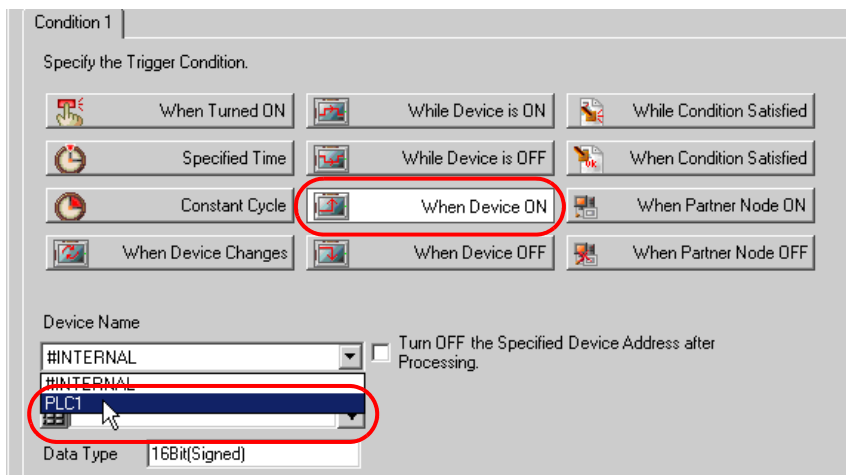 Condition 1
Specify the Trigger Condition.
When Turned ON While Device is ON While Condition Satisfied
Specified Time While Device is OFF When Condition Satisfied
Constant Cycle When Device ON When Partner Node ON
When Device Changes When Device OFF When Partner Node OFF
Device Name
#INTERNAL Turn OFF the Specified Device Address after
Processing.
#INTERNAL
PLC1
Data Type 16Bit(Signed)